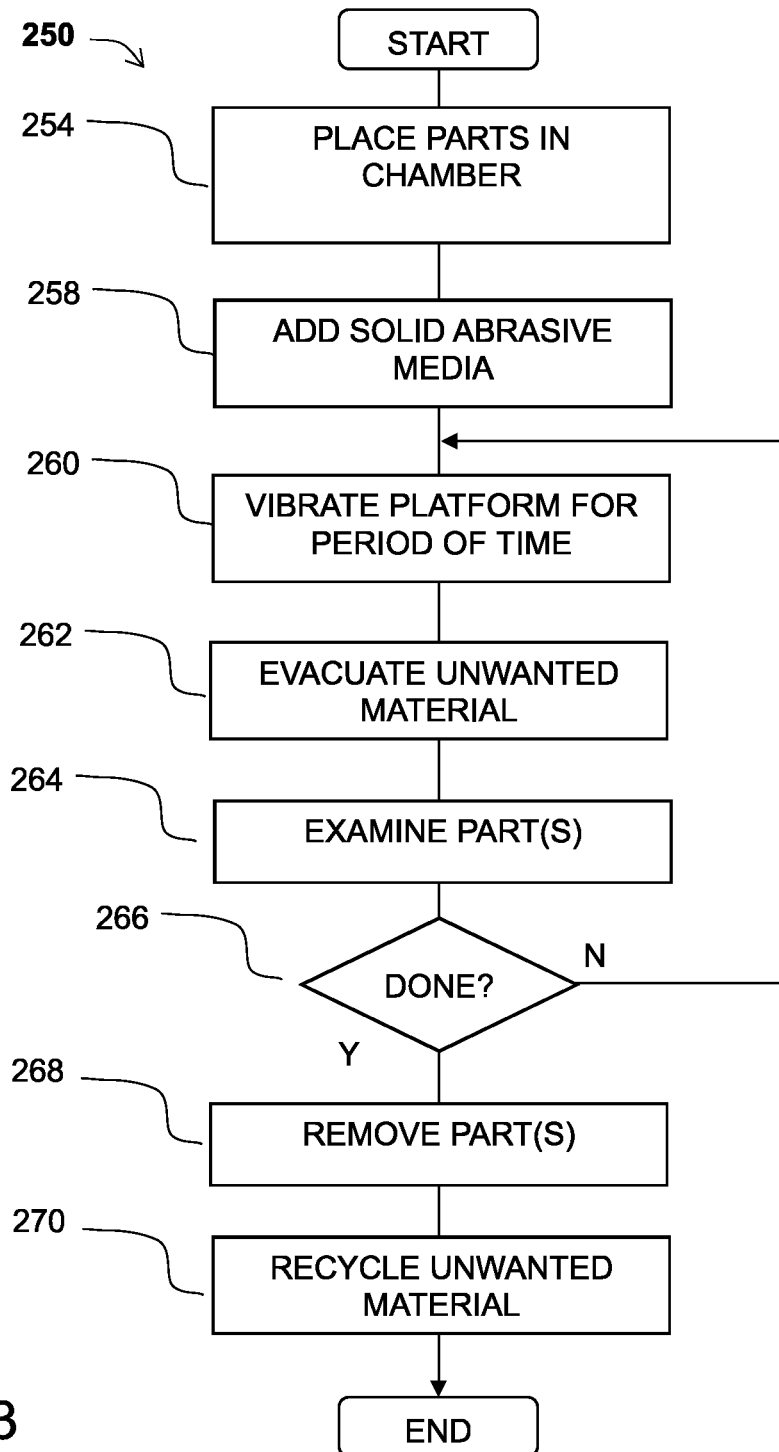 250
START
254
PLACE PARTS IN
CHAMBER
258
ADD SOLID ABRASIVE
MEDIA
260
VIBRATE PLATFORM FOR
PERIOD OF TIME
262
EVACUATE UNWANTED
MATERIAL
264
EXAMINE PART(S)
266
DONE?
N
Y
268
REMOVE PART(S)
270
RECYCLE UNWANTED
MATERIAL
END